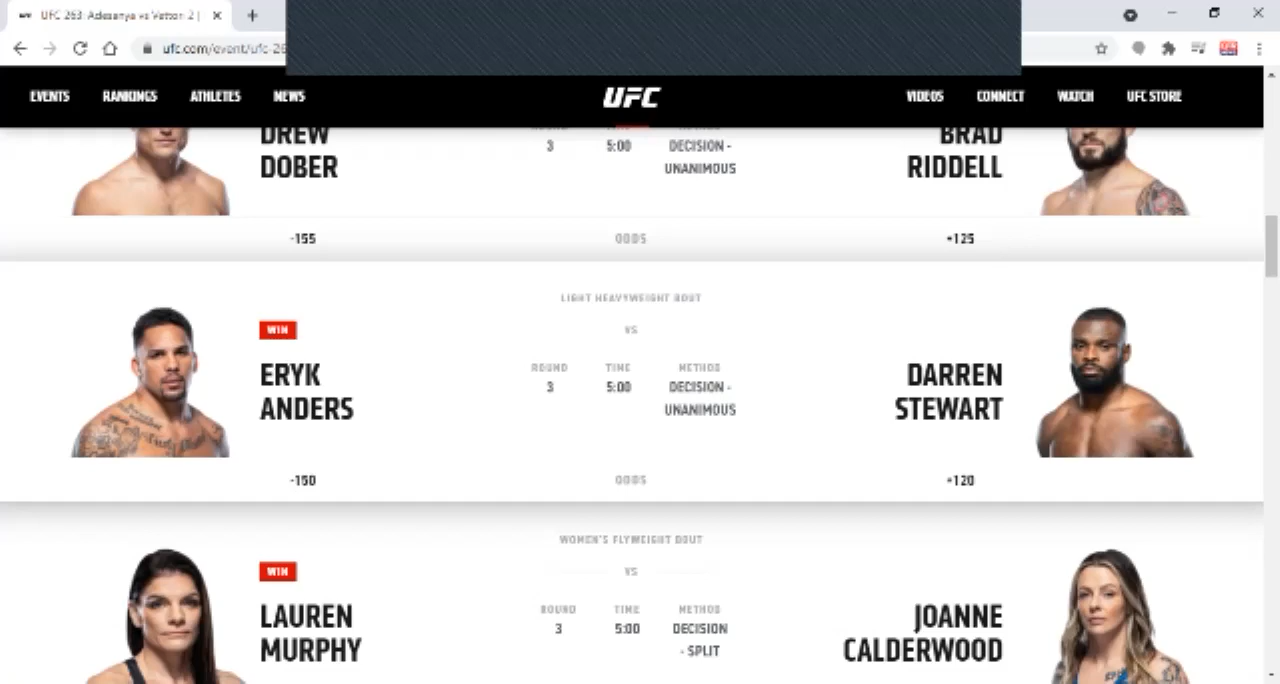 UFC 263: Adesanya vs Vettori 2 |
ufc.com/event/ufc-26
EVENTS RANKINGS ATHLETES NEWS UFC VIDEOS CONNECT WATCH UFC STORE
DREW
DOBER
3 5:00 DECISION -
UNANIMOUS
BRAD
RIDDELL
-155 ODDS +125
LIGHT HEAVYWEIGHT BOUT
WIN
VS
ERYK
ANDERS
ROUND TIME METHOD
3 5:00 DECISION -
UNANIMOUS
DARREN
STEWART
-150 ODDS +120
WOMEN'S FLYWEIGHT BOUT
WIN
VS
LAUREN
MURPHY
ROUND TIME METHOD
3 5:00 DECISION
- SPLIT
JOANNE
CALDERWOOD